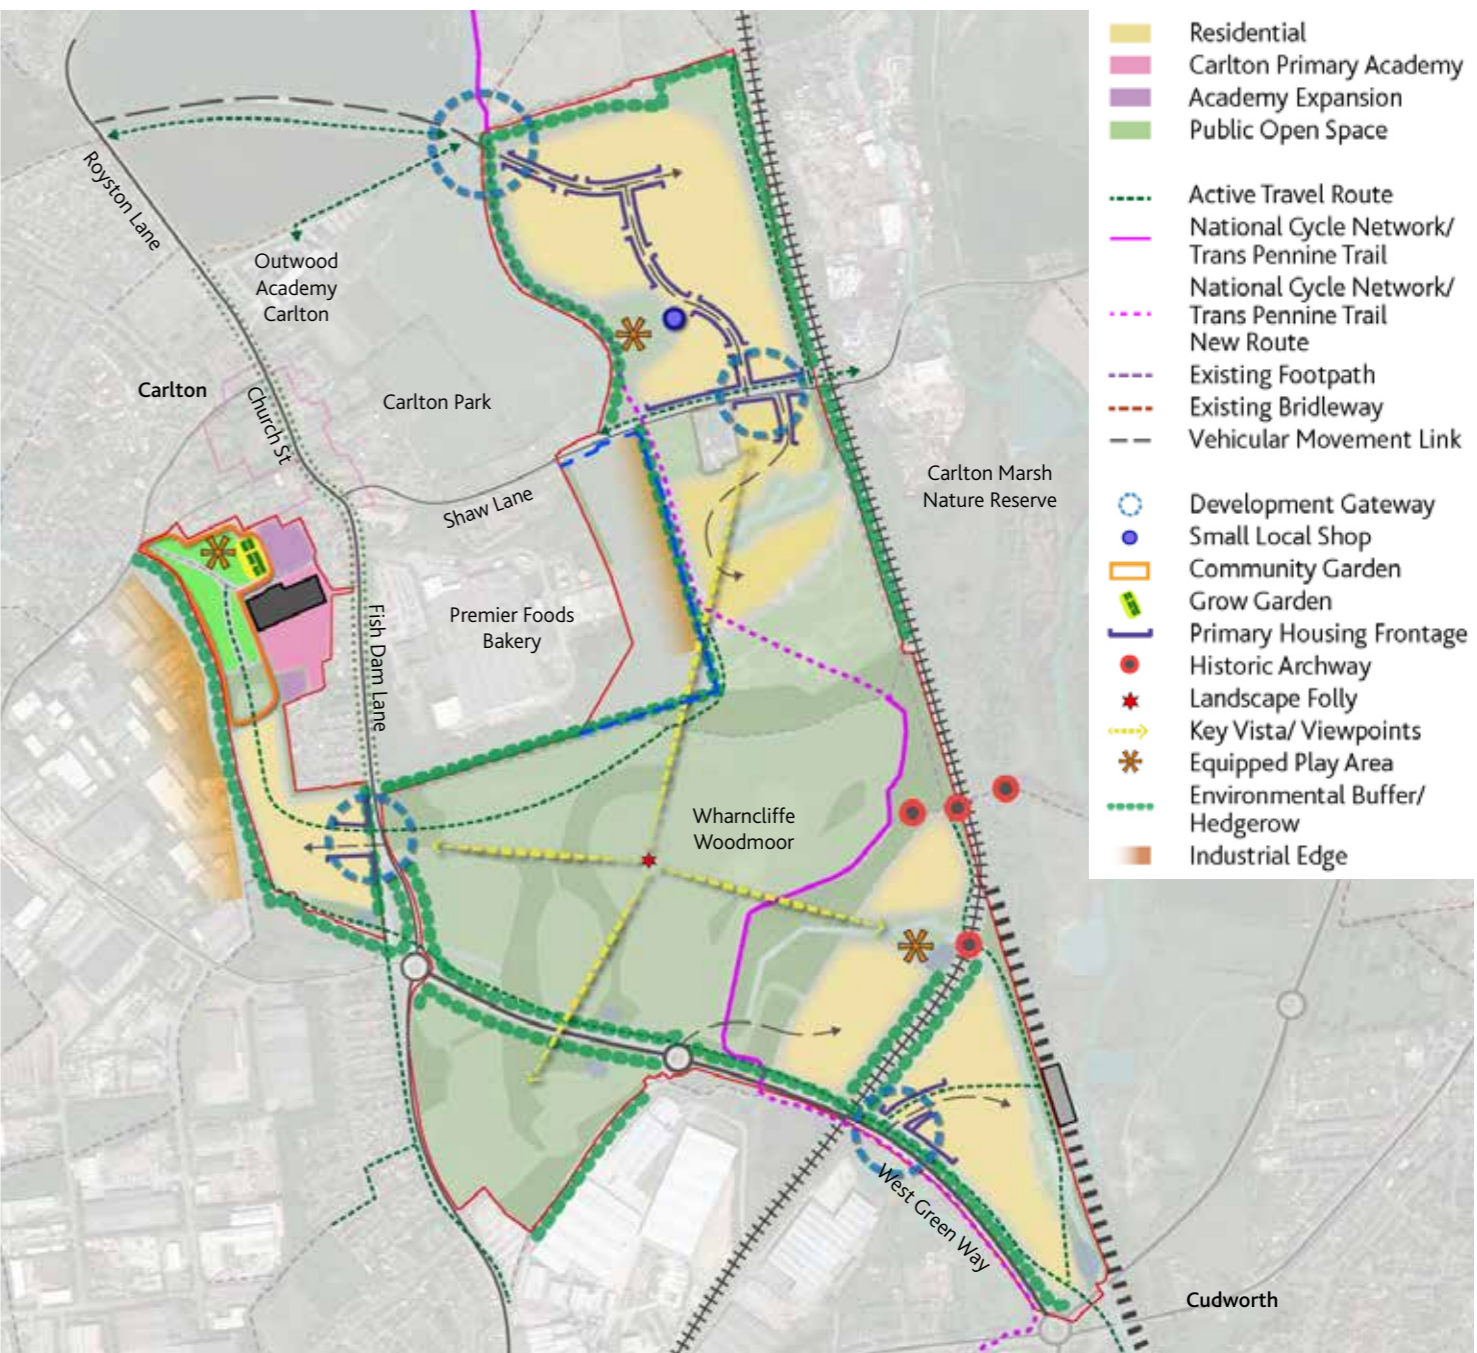 Royston Lane
Outwood
Academy
Carlton
Carlton
Church St
Carlton Park
Shaw Lane
Carlton Marsh
Nature Reserve
Premier Foods
Bakery
Fish Dam Lane
Wharncliffe
Woodmoor
West Green Way
Cudworth
Residential
Carlton Primary Academy
Academy Expansion
Public Open Space
Active Travel Route
National Cycle Network/
Trans Pennine Trail
National Cycle Network/
Trans Pennine Trail
New Route
Existing Footpath
Existing Bridleway
Vehicular Movement Link
Development Gateway
Small Local Shop
Community Garden
Grow Garden
Primary Housing Frontage
Historic Archway
Landscape Folly
Key Vista/ Viewpoints
Equipped Play Area
Environmental Buffer/
Hedgerow
Industrial Edge